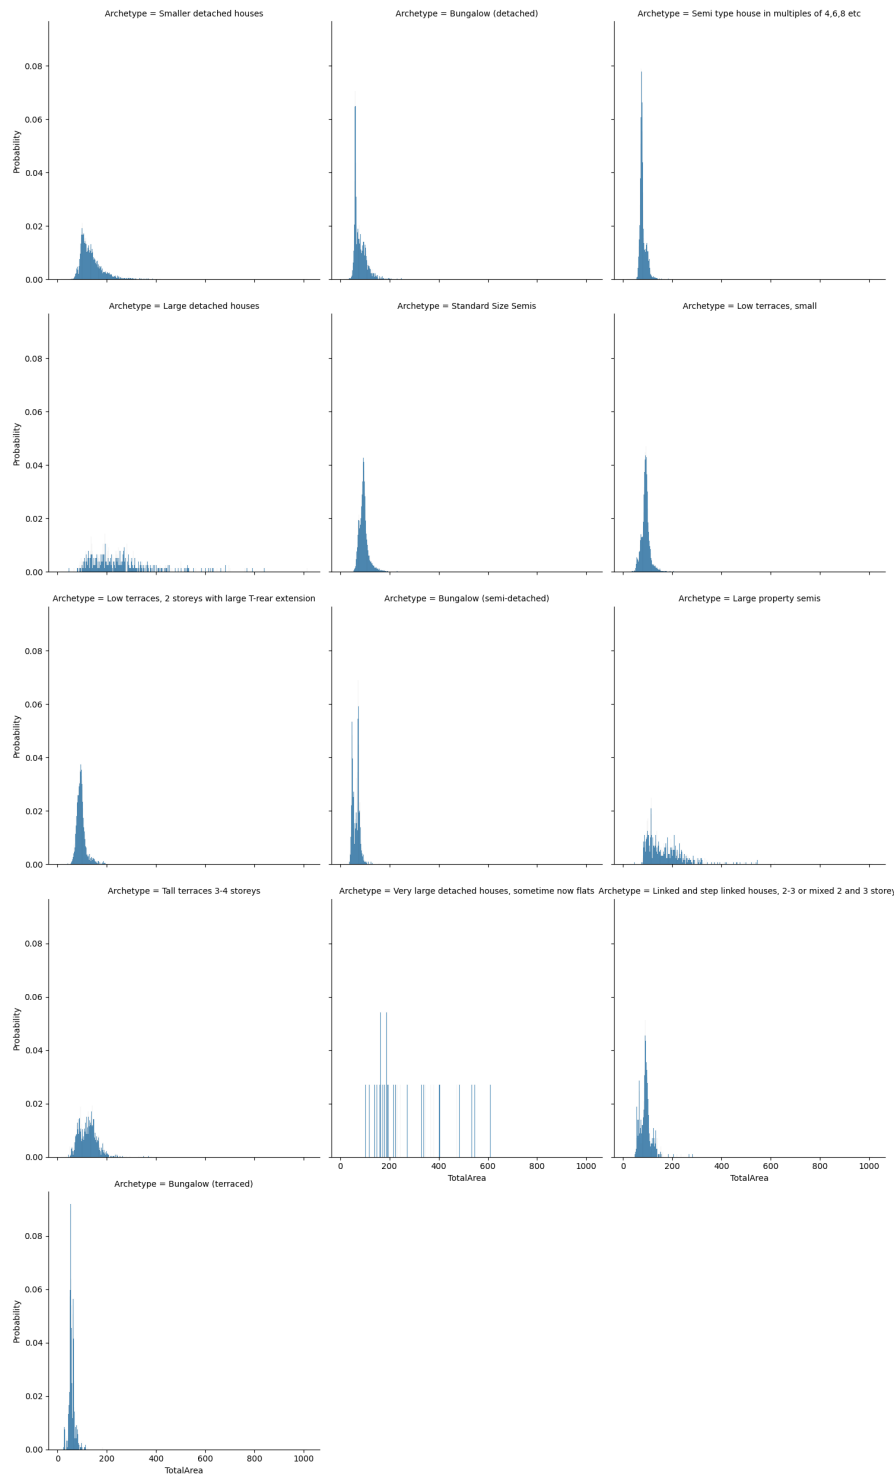 Archetype = Smaller detached houses
Archetype = Bungalow (detached)
Archetype = Semi type house in multiples of 4,6,8 etc
0.08
0.06
0.04
0.02
0.00
Probability
Archetype = Large detached houses
Archetype = Standard Size Semis
Archetype = Low terraces, small
0.08
0.06
0.04
0.02
0.00
Probability
Archetype = Low terraces, 2 storeys with large T-rear extension
Archetype = Bungalow (semi-detached)
Archetype = Large property semis
0.08
0.06
0.04
0.02
0.00
Probability
Archetype = Tall terraces 3-4 storeys
Archetype = Very large detached houses, sometime now flats
Archetype = Linked and step linked houses, 2-3 or mixed 2 and 3 storey
0.08
0.06
0.04
0.02
0.00
Probability
0 200 400 600 800 1000
TotalArea
0 200 400 600 800 1000
TotalArea
Archetype = Bungalow (terraced)
0.08
0.06
0.04
0.02
0.00
Probability
0 200 400 600 800 1000
TotalArea